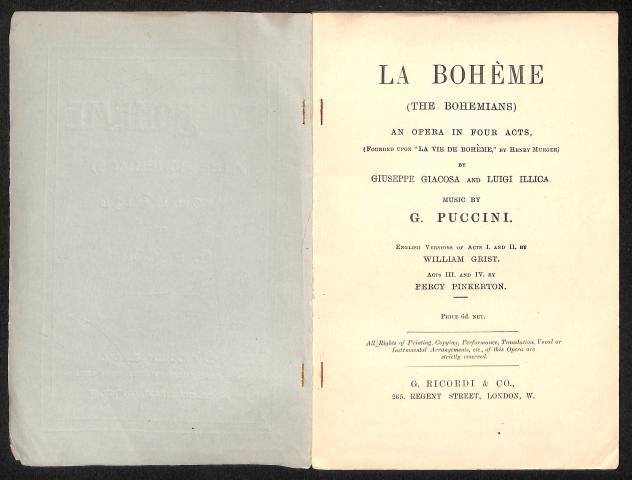 LA BOHÈME
(THE BOHEMIANS)
AN OPERA IN FOUR ACTS,
(FOUNDED UPON "LA VIE DE BOHÈME," BY HENRY MURGER)
BY
GIUSEPPE GIACOSA AND LUIGI ILLICA
MUSIC BY
G. PUCCINI.
ENGLISH VERSIONS OF ACTS I. AND II. BY
WILLIAM GRIST.
ACTS III. AND IV. BY
PERCY PINKERTON.
PRICE 6d. NET.
All Rights of Printing, Copying, Performance, Translation, Vocal or
Instrumental Arrangements, etc., of this Opera are
strictly reserved.
G. RICORDI & CO.,
265, REGENT STREET, LONDON, W.